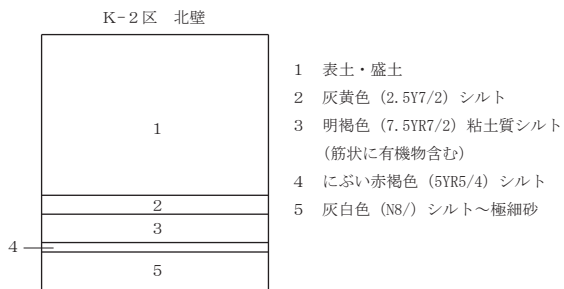 K-2区 北壁
1
2
3
4
5
1 表土・盛土
2 灰黄色（2.5Y7/2）シルト
3 明褐色（7.5YR7/2）粘土質シルト
（筋状に有機物含む）
4 にぶい赤褐色（5YR5/4）シルト
5 灰白色（N8/）シルト～極細砂